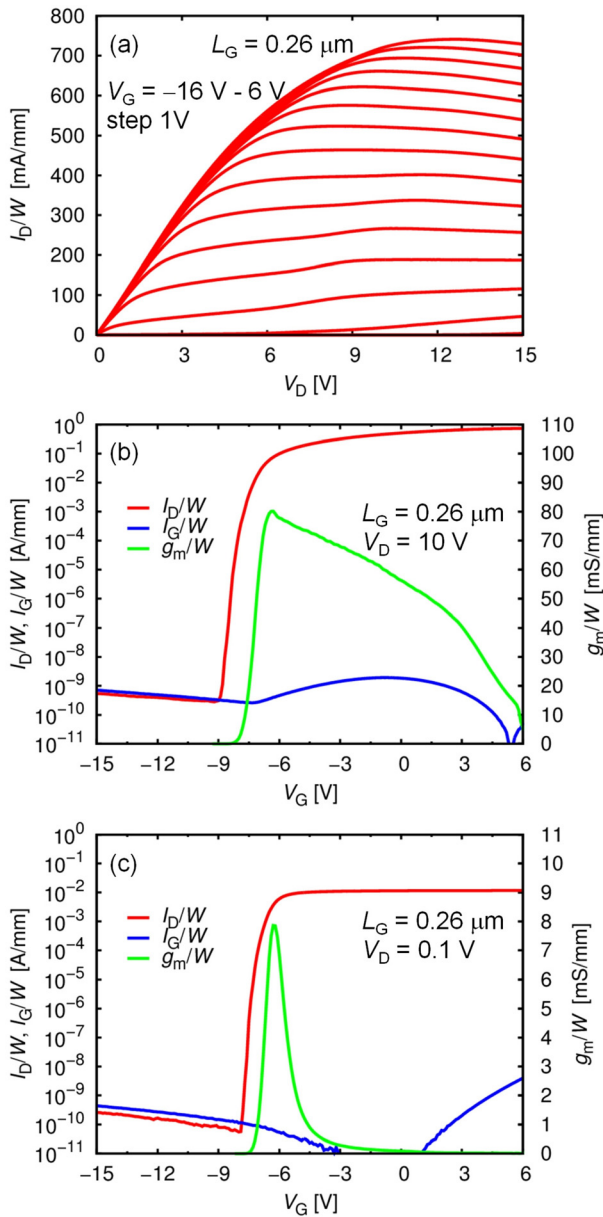 (a)
L_G = 0.26 μm
V_G = −16 V - 6 V
step 1V
I_D/W [mA/mm]
800
700
600
500
400
300
200
100
0
0 3 6 9 12 15
V_D [V]
(b)
I_D/W
I_G/W
g_m/W
L_G = 0.26 μm
V_D = 10 V
I_D/W, I_G/W [A/mm]
10^0
10^−1
10^−2
10^−3
10^−4
10^−5
10^−6
10^−7
10^−8
10^−9
10^−10
10^−11
110
100
90
80
70
60
50
40
30
20
10
0
g_m/W [mS/mm]
−15 −12 −9 −6 −3 0 3 6
V_G [V]
(c)
I_D/W
I_G/W
g_m/W
L_G = 0.26 μm
V_D = 0.1 V
I_D/W, I_G/W [A/mm]
10^0
10^−1
10^−2
10^−3
10^−4
10^−5
10^−6
10^−7
10^−8
10^−9
10^−10
10^−11
11
10
9
8
7
6
5
4
3
2
1
0
g_m/W [mS/mm]
−15 −12 −9 −6 −3 0 3 6
V_G [V]